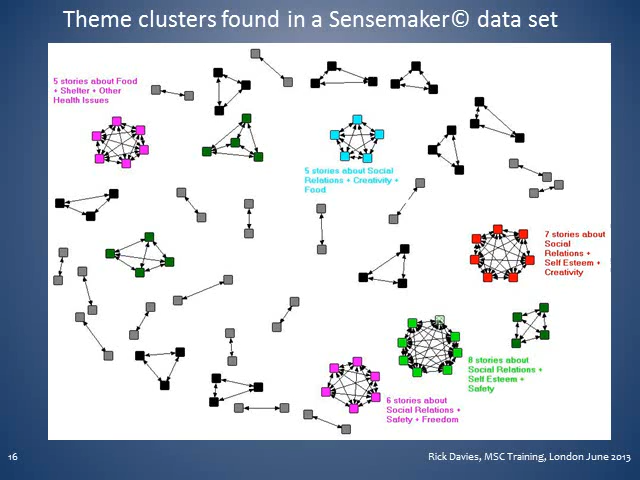 Theme clusters found in a Sensemaker© data set
5 stories about Food
+ Shelter + Other
Health Issues
5 stories about Social
Relations + Creativity +
Food
7 stories about
Social
Relations +
Self Esteem +
Creativity
8 stories about
Social Relations +
Self Esteem +
Safety
6 stories about
Social Relations +
Safety + Freedom
16
Rick Davies, MSC Training, London June 2013